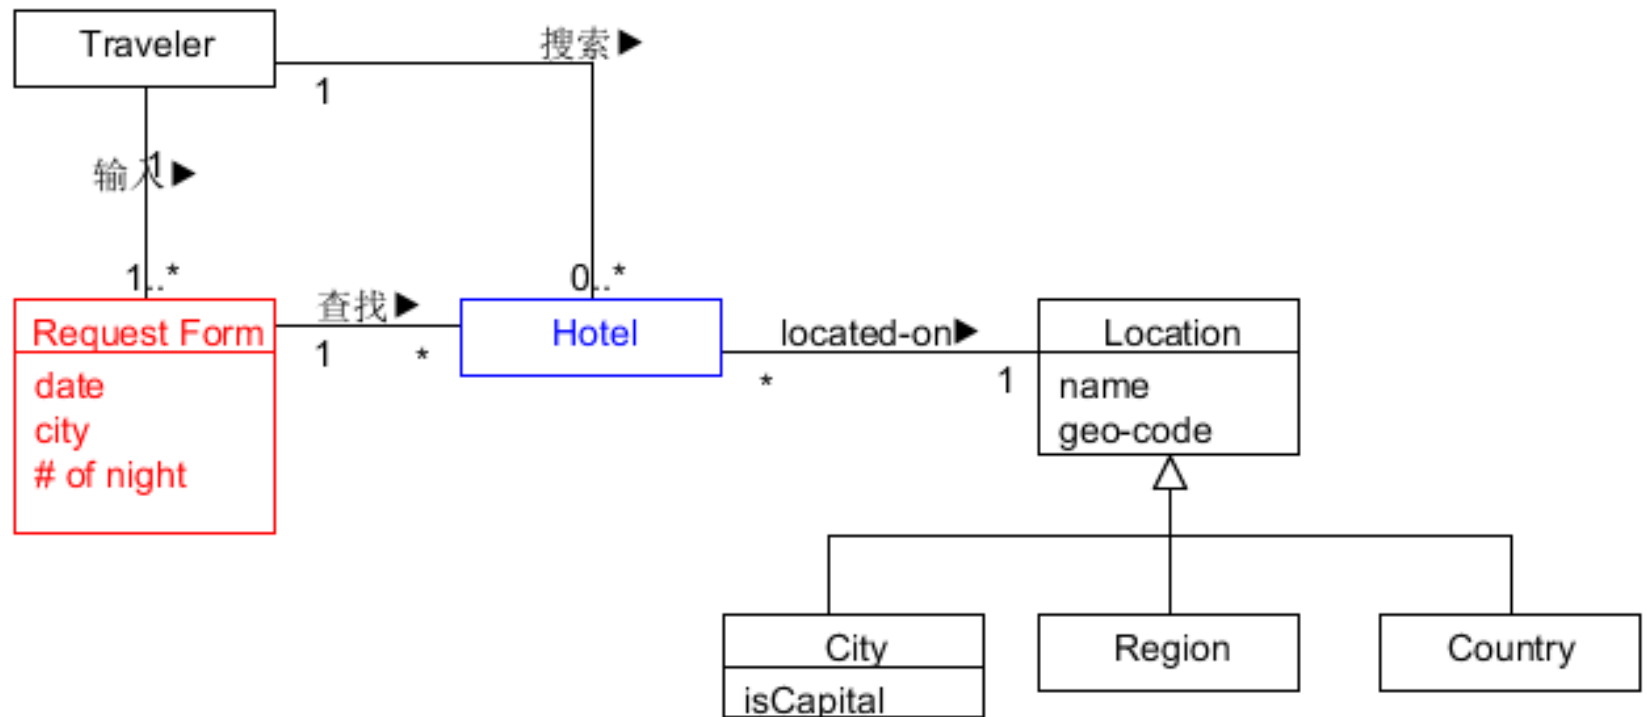 Traveler
搜索▶
1
输入▶
1
1..*
0..*
Request Form
date
city
# of night
查找▶
1
*
Hotel
located-on▶
*
1
Location
name
geo-code
City
isCapital
Region
Country